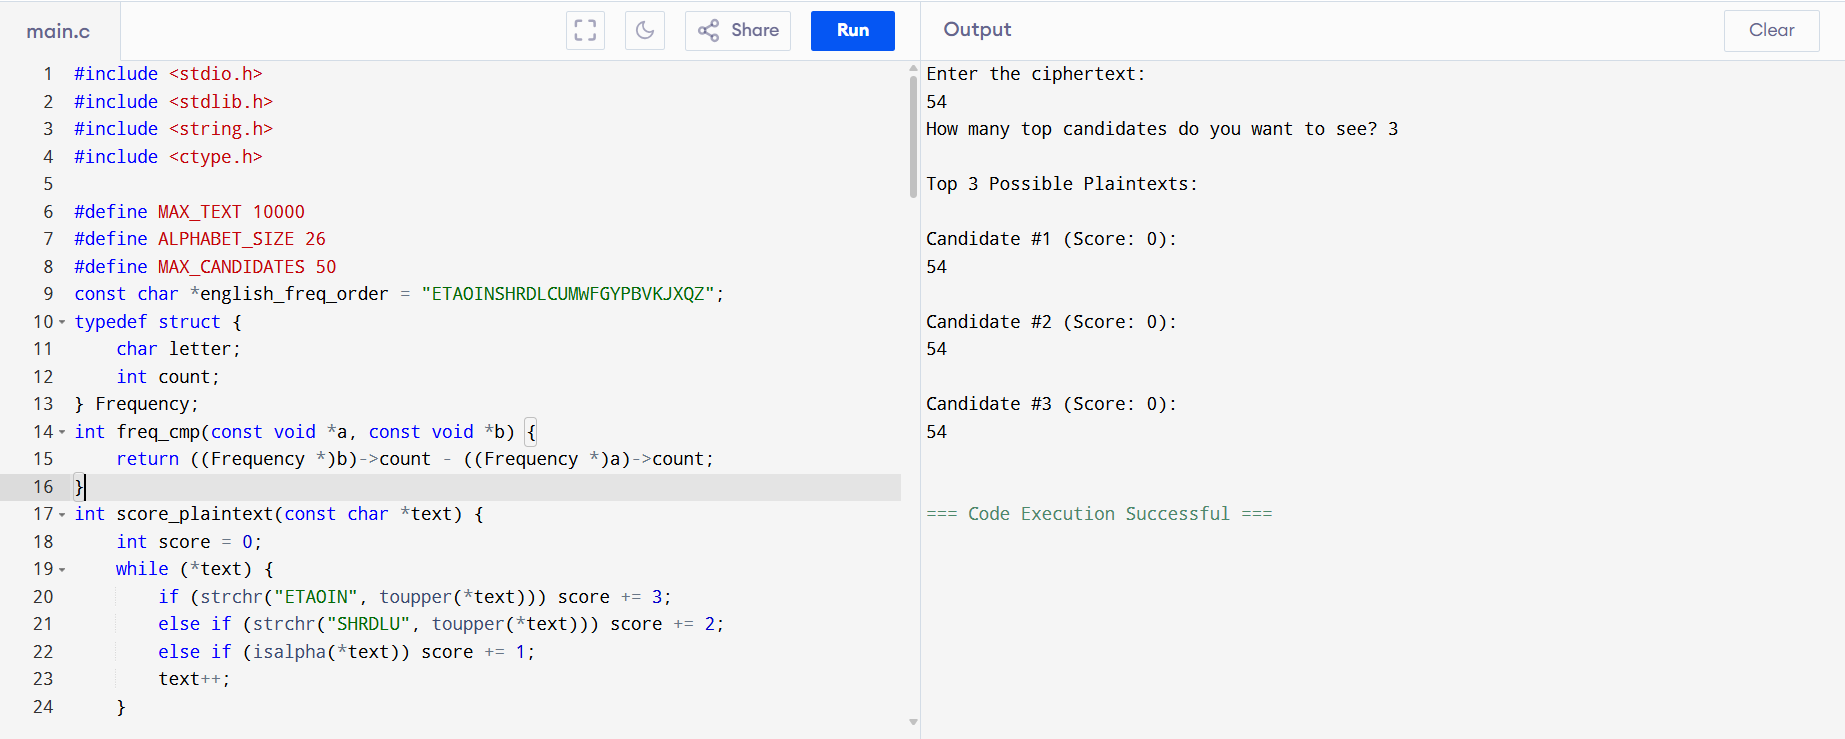 main.c
Share
Run
Output
Clear
1 #include <stdio.h>
2 #include <stdlib.h>
3 #include <string.h>
4 #include <ctype.h>
5
6 #define MAX_TEXT 10000
7 #define ALPHABET_SIZE 26
8 #define MAX_CANDIDATES 50
9 const char *english_freq_order = "ETAOINSHRDLCUMWFGYPBVKJXQZ";
10 typedef struct {
11     char letter;
12     int count;
13 } Frequency;
14 int freq_cmp(const void *a, const void *b) {
15     return ((Frequency *)b)->count - ((Frequency *)a)->count;
16 }
17 int score_plaintext(const char *text) {
18     int score = 0;
19     while (*text) {
20         if (strchr("ETAOIN", toupper(*text))) score += 3;
21         else if (strchr("SHRDLU", toupper(*text))) score += 2;
22         else if (isalpha(*text)) score += 1;
23         text++;
24     }
Enter the ciphertext:
54
How many top candidates do you want to see? 3
Top 3 Possible Plaintexts:
Candidate #1 (Score: 0):
54
Candidate #2 (Score: 0):
54
Candidate #3 (Score: 0):
54
=== Code Execution Successful ===